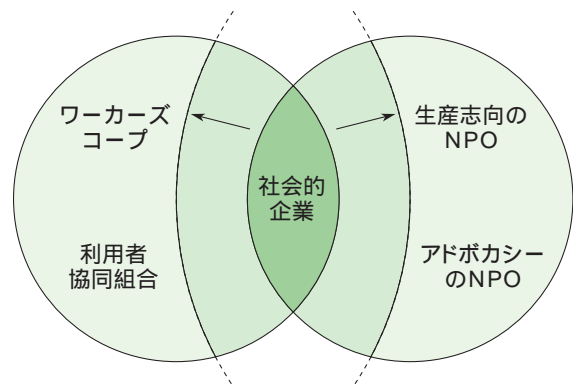 ワーカーズ
コープ
生産志向の
NPO
社会的
企業
利用者
協同組合
アドボカシー
のNPO